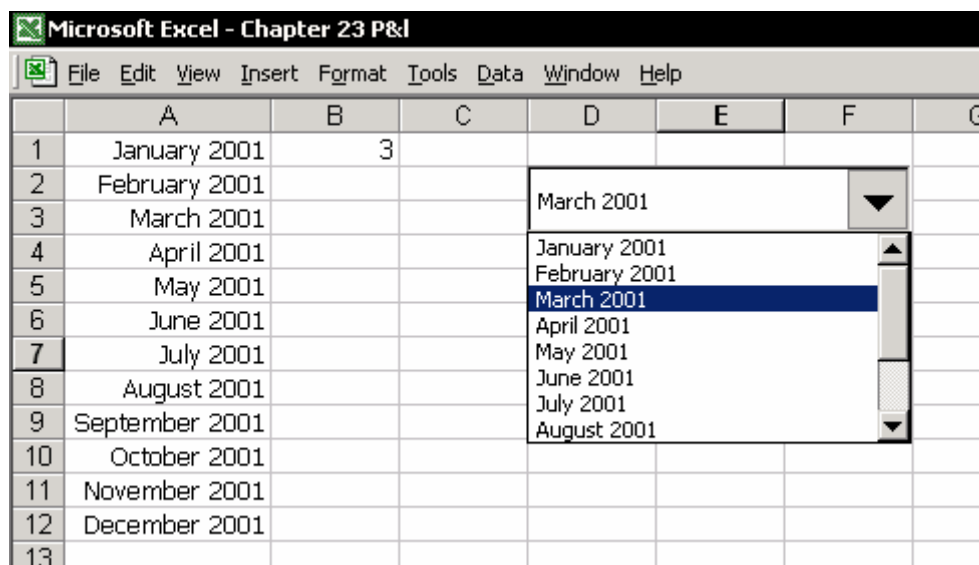 Microsoft Excel - Chapter 23 P&l
File Edit View Insert Format Tools Data Window Help
A B C D E F G
1 January 2001 3
2 February 2001
3 March 2001
March 2001
4 April 2001
January 2001
5 May 2001
February 2001
March 2001
6 June 2001
April 2001
7 July 2001
May 2001
8 August 2001
June 2001
July 2001
9 September 2001
August 2001
10 October 2001
11 November 2001
12 December 2001
13